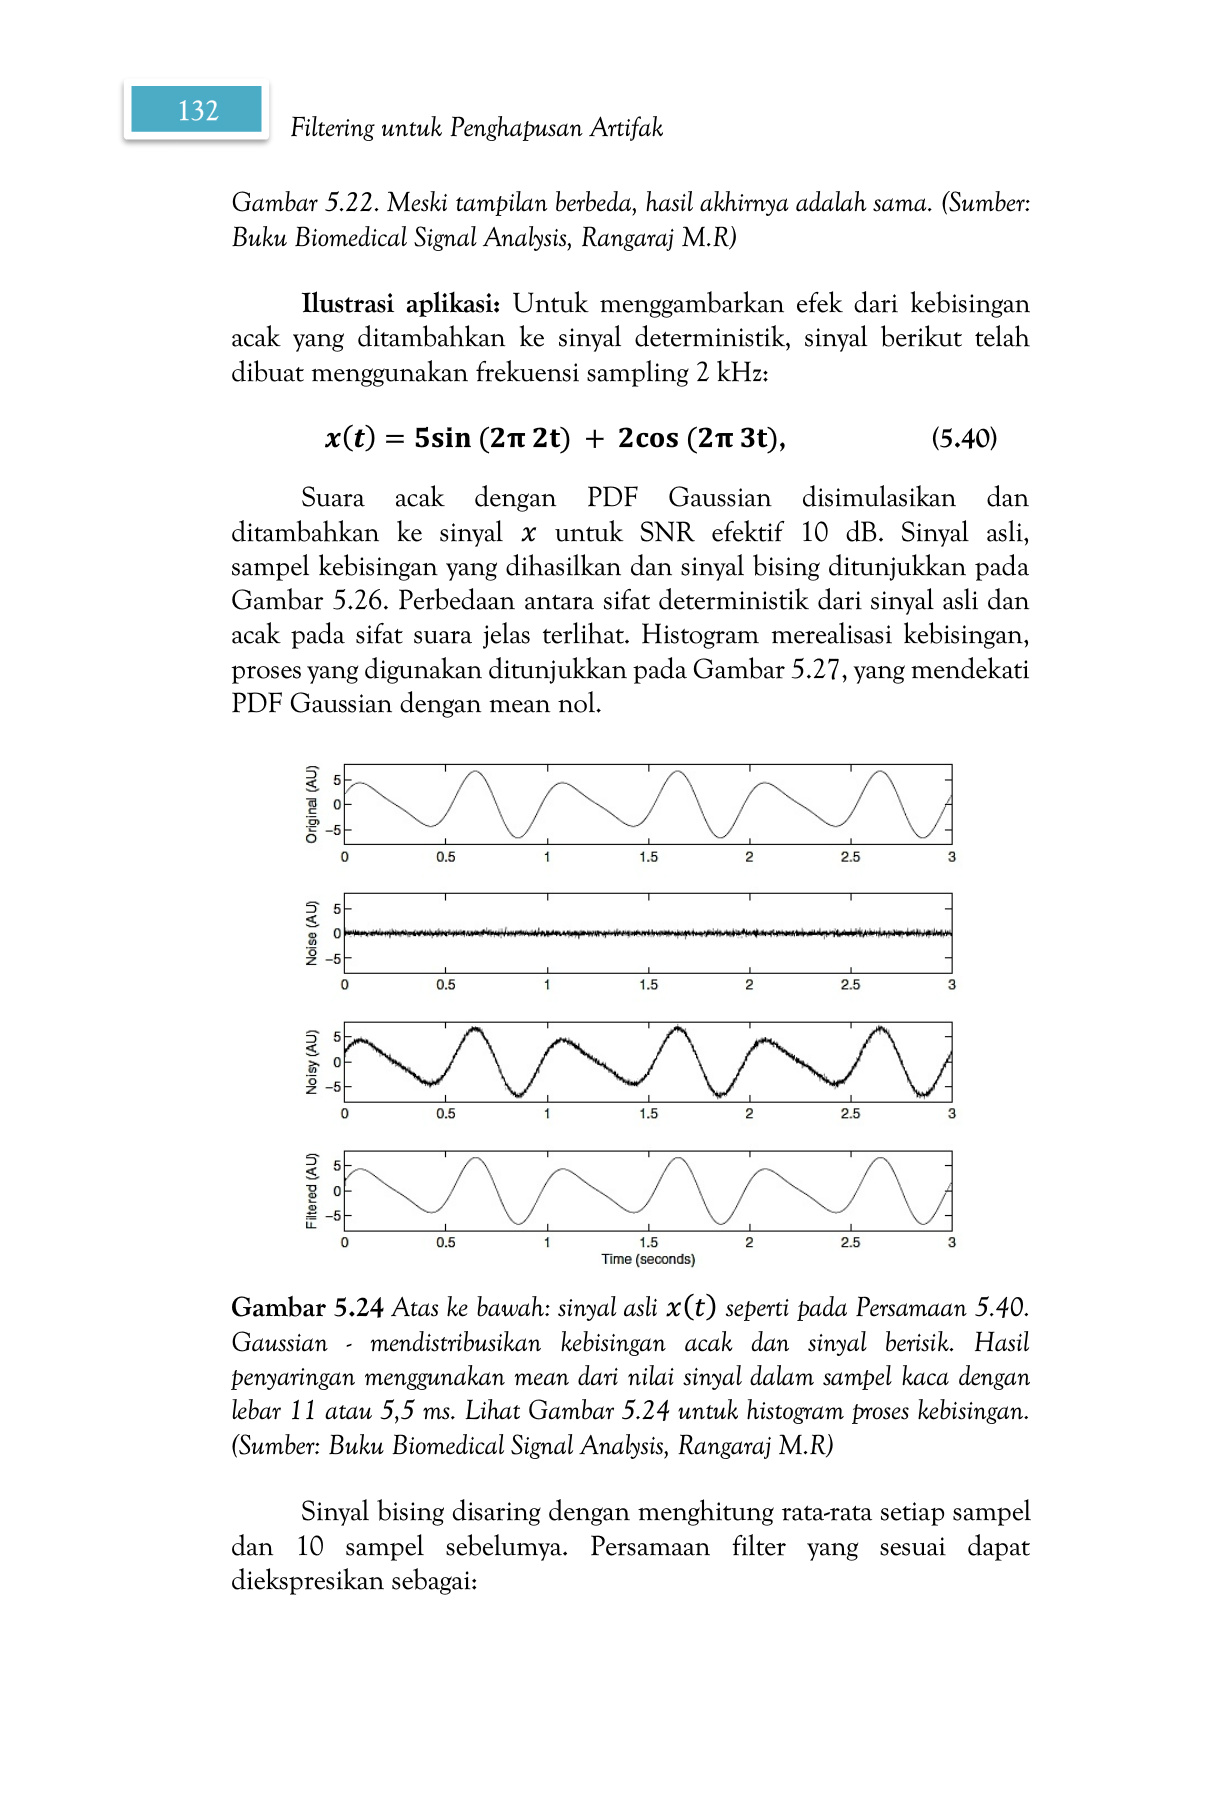 132
Filtering untuk Penghapusan Artifak
Gambar 5.22. Meski tampilan berbeda, hasil akhirnya adalah sama. (Sumber:
Buku Biomedical Signal Analysis, Rangaraj M.R)
Ilustrasi aplikasi: Untuk menggambarkan efek dari kebisingan
acak yang ditambahkan ke sinyal deterministik, sinyal berikut telah
dibuat menggunakan frekuensi sampling 2 kHz:
x(t) = 5sin (2π 2t) + 2cos (2π 3t), (5.40)
Suara acak dengan PDF Gaussian disimulasikan dan
ditambahkan ke sinyal x untuk SNR efektif 10 dB. Sinyal asli,
sampel kebisingan yang dihasilkan dan sinyal bising ditunjukkan pada
Gambar 5.26. Perbedaan antara sifat deterministik dari sinyal asli dan
acak pada sifat suara jelas terlihat. Histogram merealisasi kebisingan,
proses yang digunakan ditunjukkan pada Gambar 5.27, yang mendekati
PDF Gaussian dengan mean nol.
Original (AU)
5
0
−5
0 0.5 1 1.5 2 2.5 3
Noise (AU)
5
0
−5
0 0.5 1 1.5 2 2.5 3
Noisy (AU)
5
0
−5
0 0.5 1 1.5 2 2.5 3
Filtered (AU)
5
0
−5
0 0.5 1 1.5 2 2.5 3
Time (seconds)
Gambar 5.24 Atas ke bawah: sinyal asli x(t) seperti pada Persamaan 5.40.
Gaussian - mendistribusikan kebisingan acak dan sinyal berisik. Hasil
penyaringan menggunakan mean dari nilai sinyal dalam sampel kaca dengan
lebar 11 atau 5,5 ms. Lihat Gambar 5.24 untuk histogram proses kebisingan.
(Sumber: Buku Biomedical Signal Analysis, Rangaraj M.R)
Sinyal bising disaring dengan menghitung rata-rata setiap sampel
dan 10 sampel sebelumya. Persamaan filter yang sesuai dapat
diekspresikan sebagai: